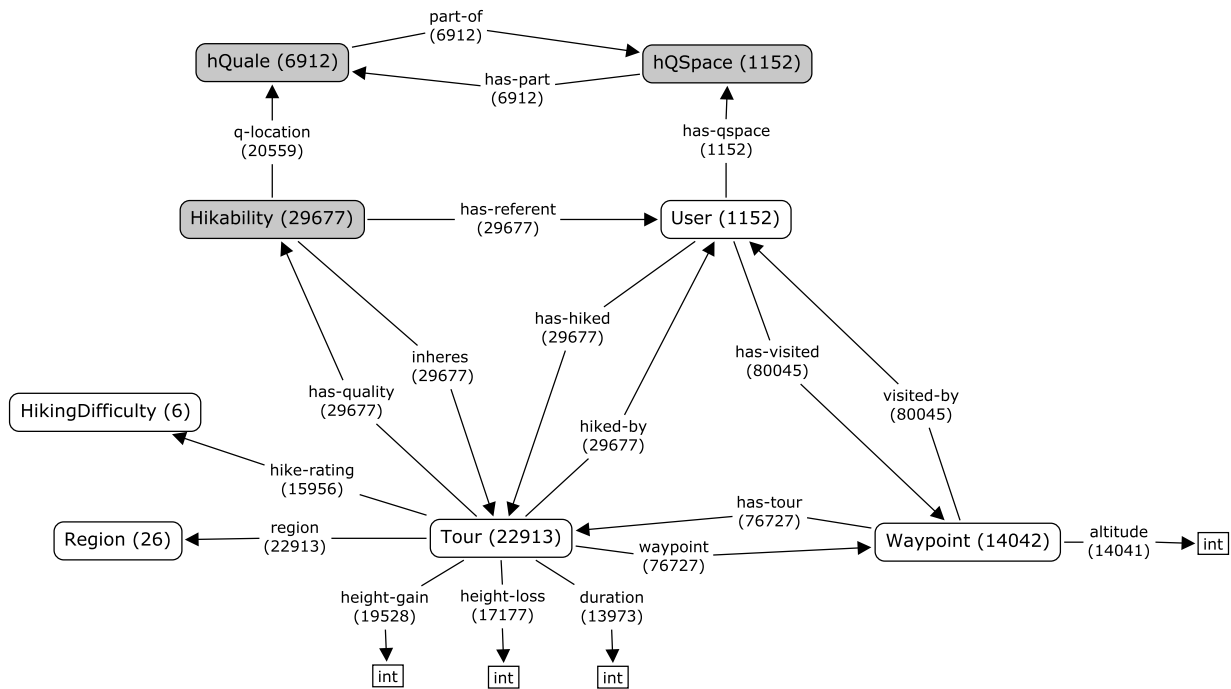 part-of
(6912)
hQuale (6912)
hQSpace (1152)
has-part
(6912)
q-location
(20559)
has-qspace
(1152)
Hikability (29677)
has-referent
(29677)
User (1152)
has-hiked
(29677)
has-visited
(80045)
inheres
(29677)
has-quality
(29677)
visited-by
(80045)
HikingDifficulty (6)
hiked-by
(29677)
hike-rating
(15956)
has-tour
(76727)
region
(22913)
Region (26)
Tour (22913)
waypoint
(76727)
Waypoint (14042)
altitude
(14041)
int
height-gain
(19528)
height-loss
(17177)
duration
(13973)
int
int
int